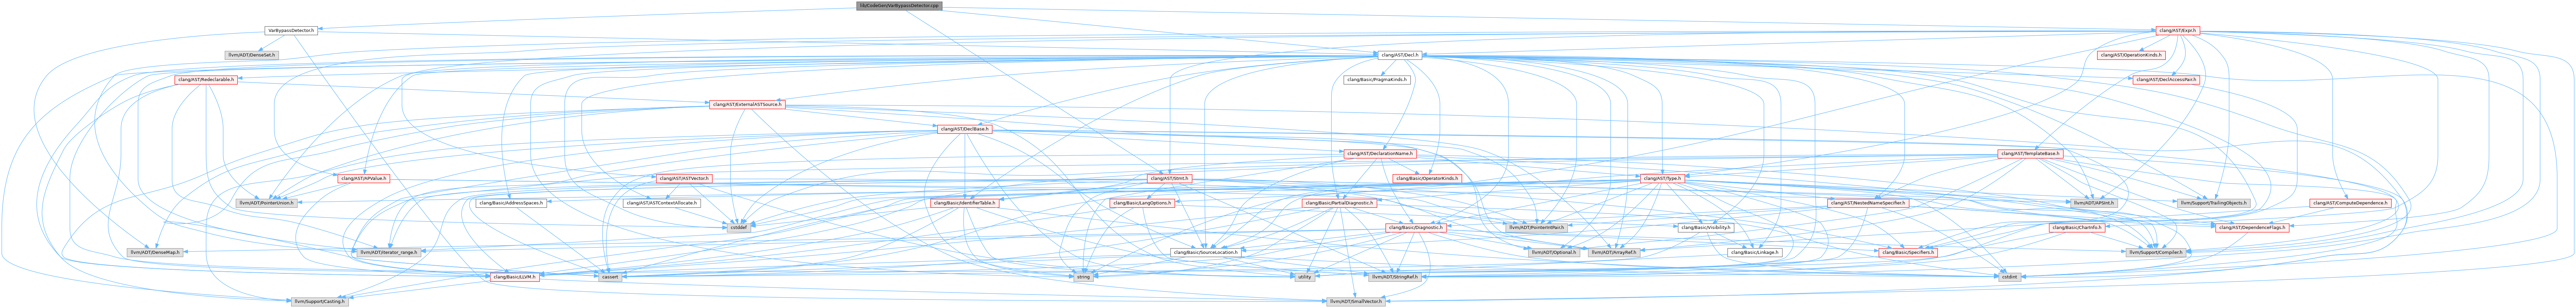 lib/CodeGen/VarBypassDetector.cpp
VarBypassDetector.h
clang/AST/Expr.h
llvm/ADT/DenseSet.h
clang/AST/Decl.h
clang/AST/OperationKinds.h
clang/AST/Redeclarable.h
clang/Basic/PragmaKinds.h
clang/AST/DeclAccessPair.h
clang/AST/ExternalASTSource.h
clang/AST/DeclBase.h
clang/AST/DeclarationName.h
clang/AST/TemplateBase.h
clang/AST/APValue.h
clang/AST/ASTVector.h
clang/AST/Stmt.h
clang/Basic/OperatorKinds.h
clang/AST/Type.h
llvm/ADT/PointerUnion.h
clang/Basic/AddressSpaces.h
clang/AST/ASTContextAllocate.h
clang/Basic/IdentifierTable.h
clang/Basic/LangOptions.h
clang/Basic/PartialDiagnostic.h
clang/AST/NestedNameSpecifier.h
llvm/ADT/APSInt.h
llvm/Support/TrailingObjects.h
clang/AST/ComputeDependence.h
cstddef
clang/Basic/Diagnostic.h
llvm/ADT/PointerIntPair.h
clang/Basic/Visibility.h
clang/Basic/CharInfo.h
clang/AST/DependenceFlags.h
llvm/ADT/DenseMap.h
llvm/ADT/iterator_range.h
clang/Basic/SourceLocation.h
llvm/ADT/Optional.h
llvm/ADT/ArrayRef.h
clang/Basic/Linkage.h
clang/Basic/Specifiers.h
llvm/Support/Compiler.h
clang/Basic/LLVM.h
cassert
string
utility
llvm/ADT/StringRef.h
cstdint
llvm/Support/Casting.h
llvm/ADT/SmallVector.h